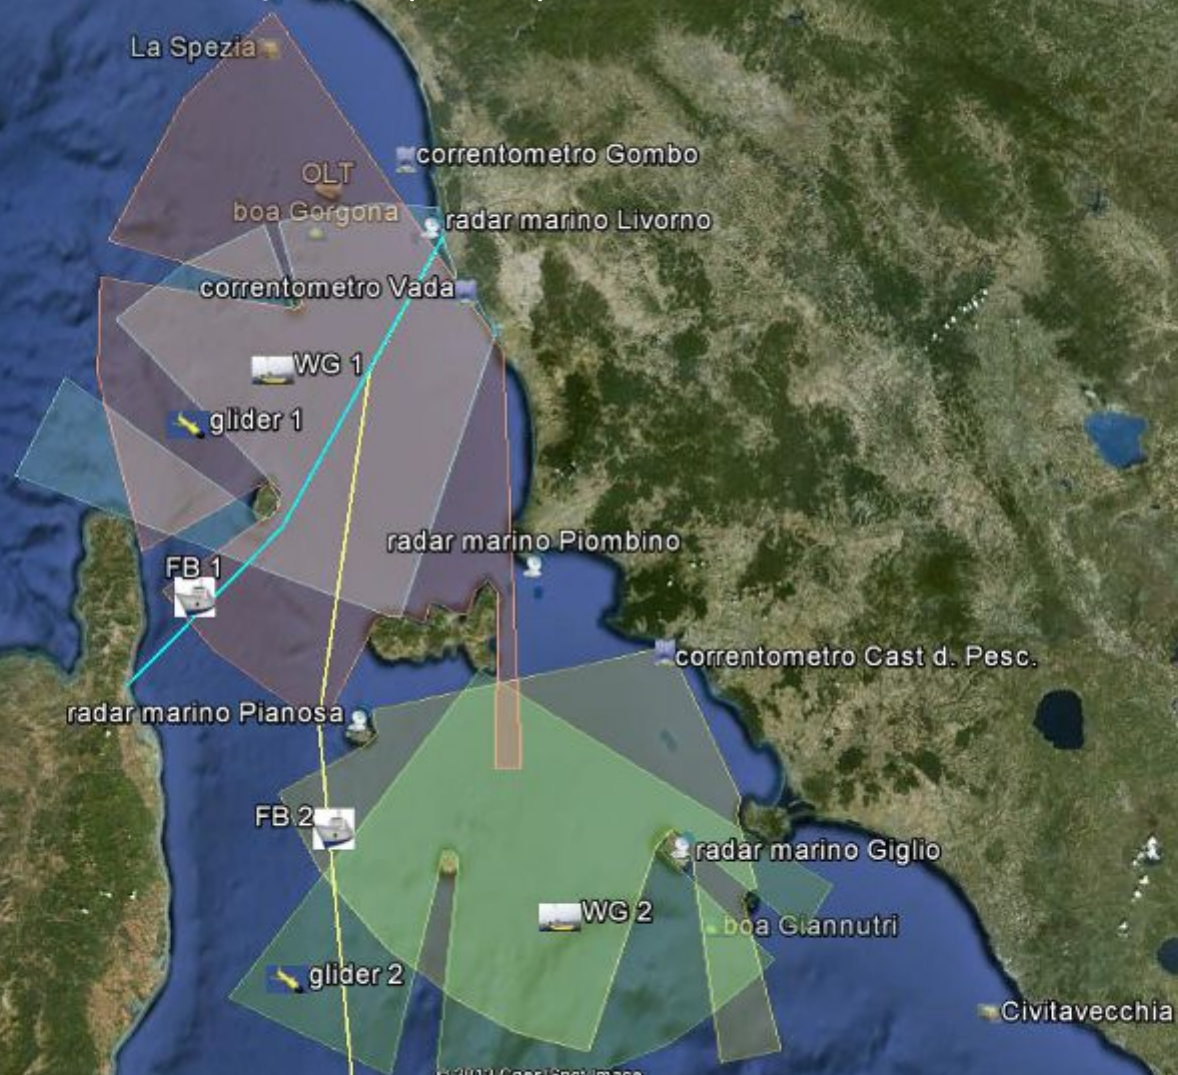 La Spezia
correntometro Gombo
OLT
boa Gorgona
radar marino Livorno
correntometro Vada
WG 1
glider 1
radar marino Piombino
FB 1
correntometro Cast d. Pesc.
radar marino Pianosa
FB 2
radar marino Giglio
WG 2
boa Giannutri
glider 2
Civitavecchia